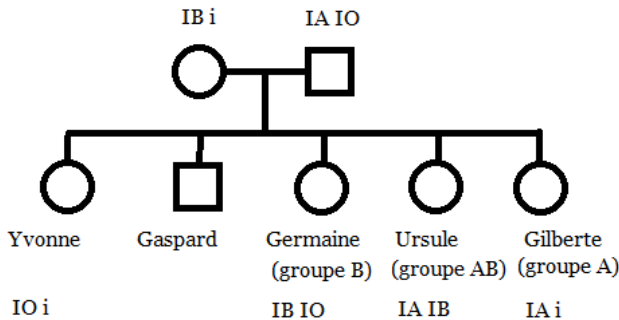 IB i IA IO
Yvonne Gaspard Germaine Ursule Gilberte
(groupe B) (groupe AB) (groupe A)
IO i IB IO IA IB IA i